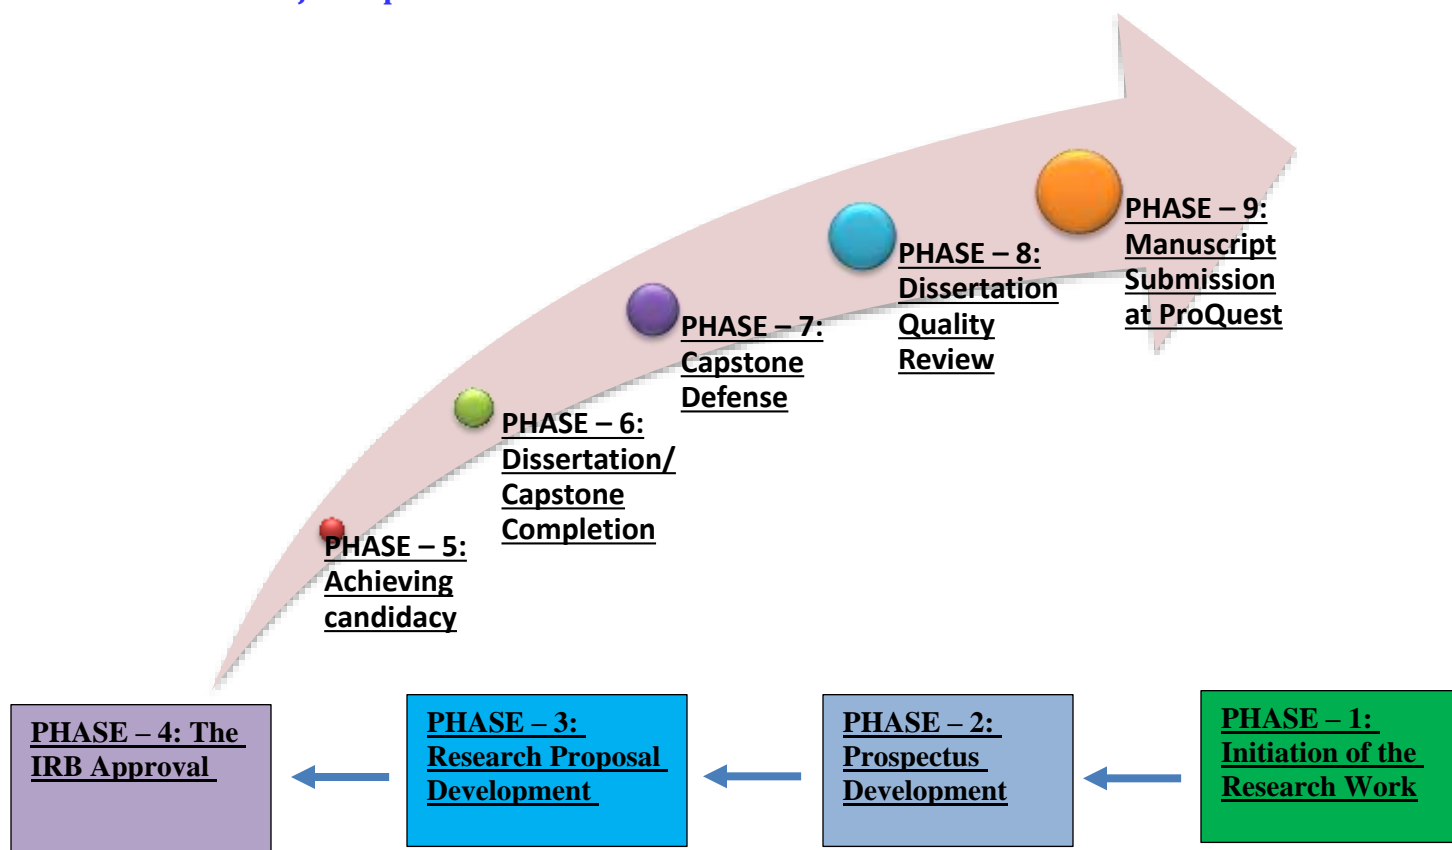 PHASE – 9:
Manuscript
Submission
at ProQuest
PHASE – 8:
Dissertation
Quality
Review
PHASE – 7:
Capstone
Defense
PHASE – 6:
Dissertation/
Capstone
Completion
PHASE – 5:
Achieving
candidacy
PHASE – 4: The
IRB Approval
PHASE – 3:
Research Proposal
Development
PHASE – 2:
Prospectus
Development
PHASE – 1:
Initiation of the
Research Work